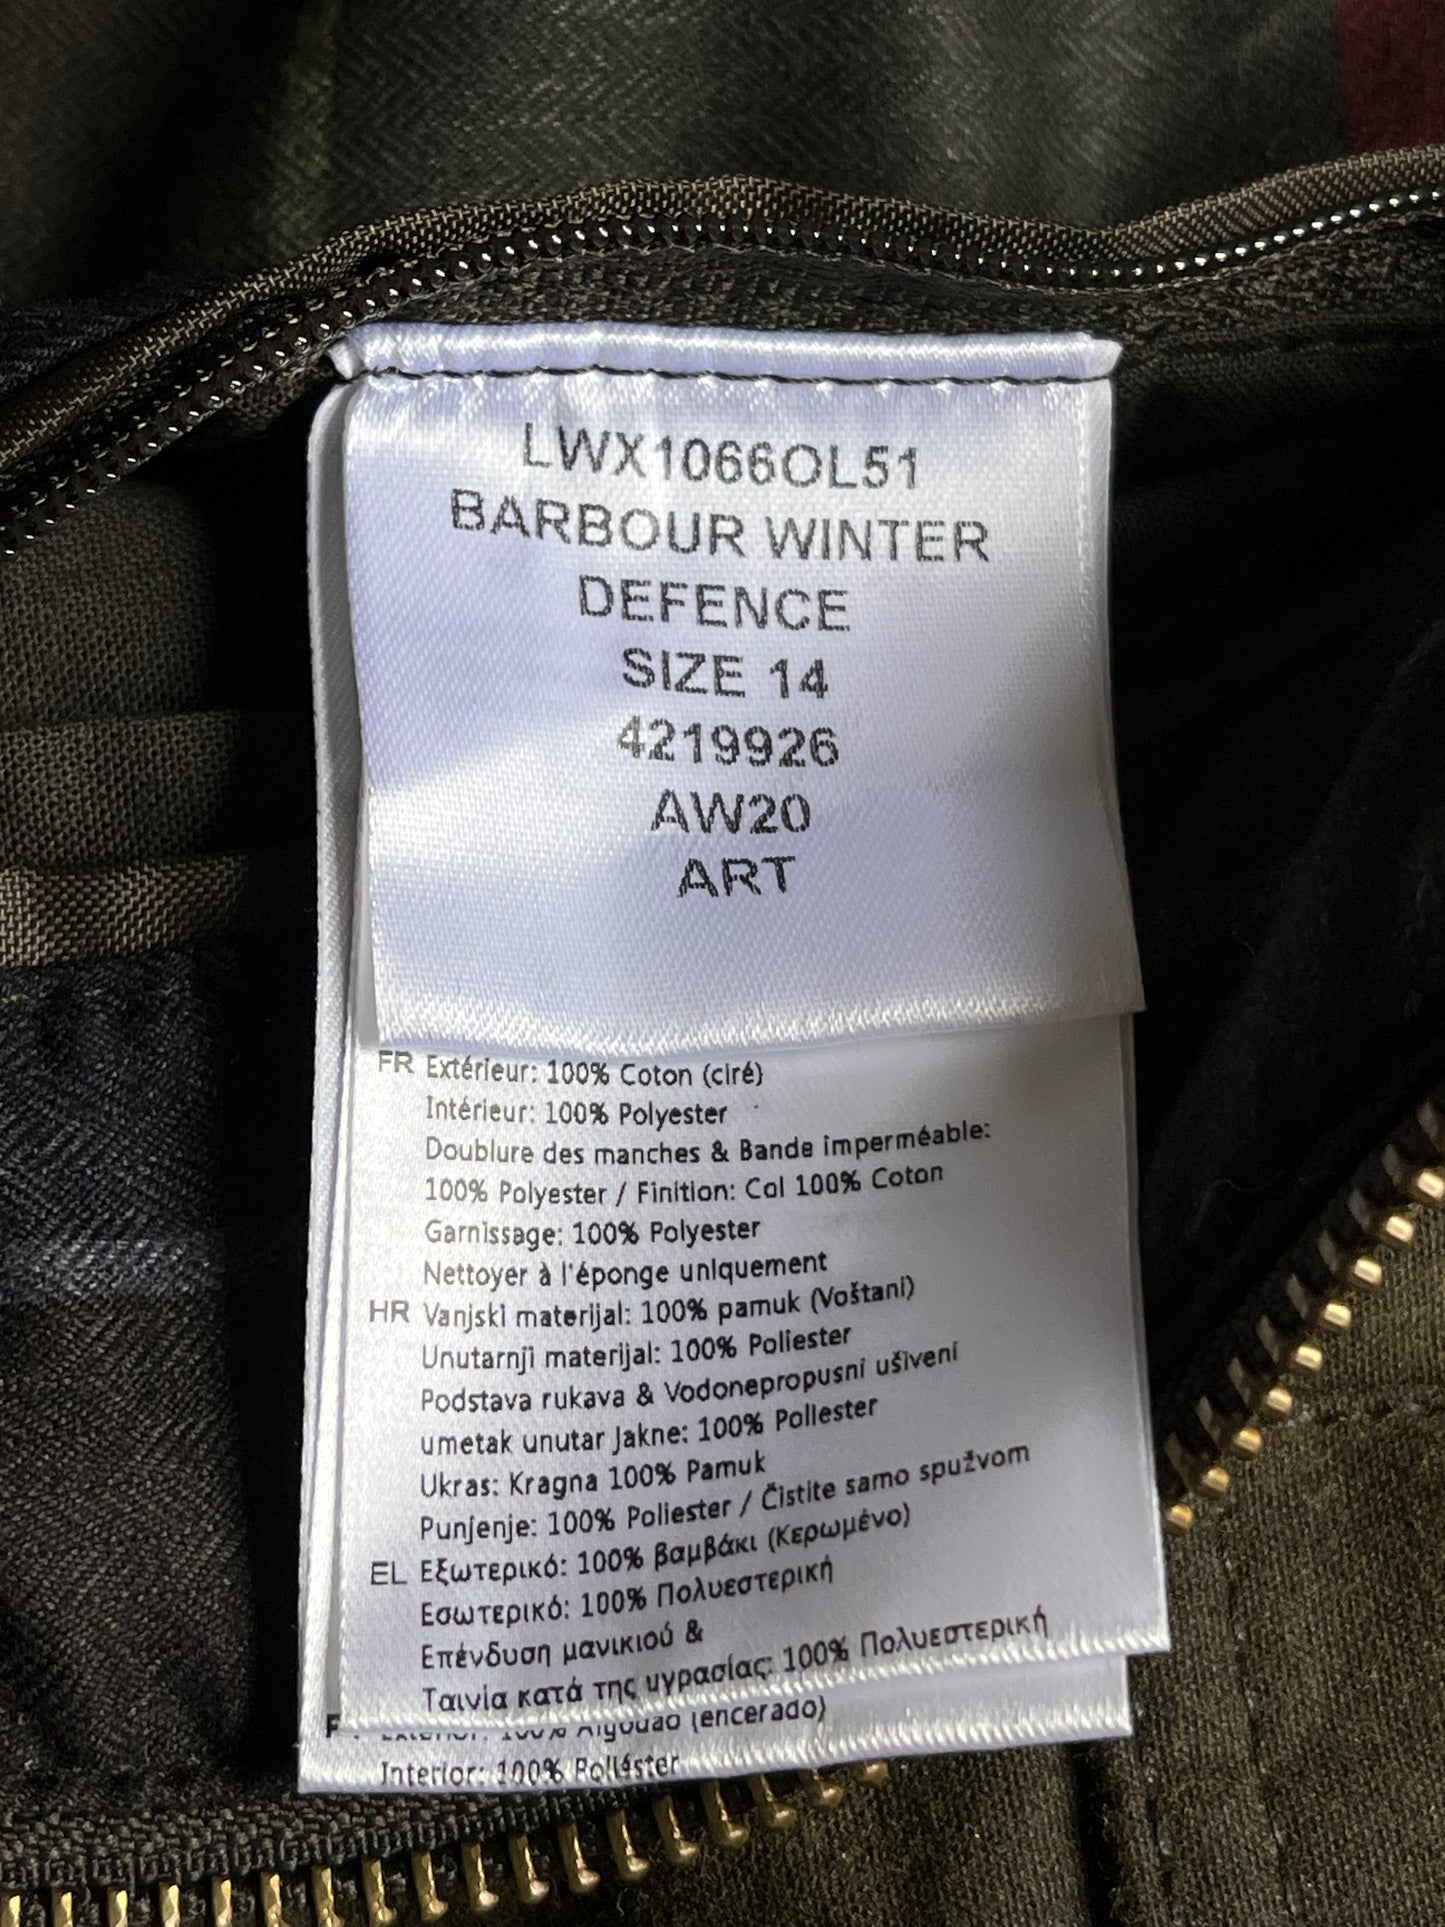 LWX1066OL51
BARBOUR WINTER
DEFENCE
SIZE 14
4219926
AW20
ART
FR Extérieur: 100% Coton (ciré)
Intérieur: 100% Polyester
Doublure des manches & Bande imperméable:
100% Polyester / Finition: Col 100% Coton
Garnissage: 100% Polyester
Nettoyer à l'éponge uniquement
HR Vanjski materijal: 100% pamuk (Voštani)
Unutarnji materijal: 100% Poliester
Podstava rukava & Vodonepropusni ušiveni
umetak unutar Jakne: 100% Poliester
Ukras: Kragna 100% Pamuk
Punjenje: 100% Poliester / Čistite samo spužvom
EL Εξωτερικό: 100% βαμβάκι (Κερωμένο)
Εσωτερικό: 100% Πολυεστερική
Επένδυση μανικιού &
Ταινία κατά της υγρασίας: 100% Πολυεστερική
100% Algodão (encerado)
Interior: 100% Poliéster